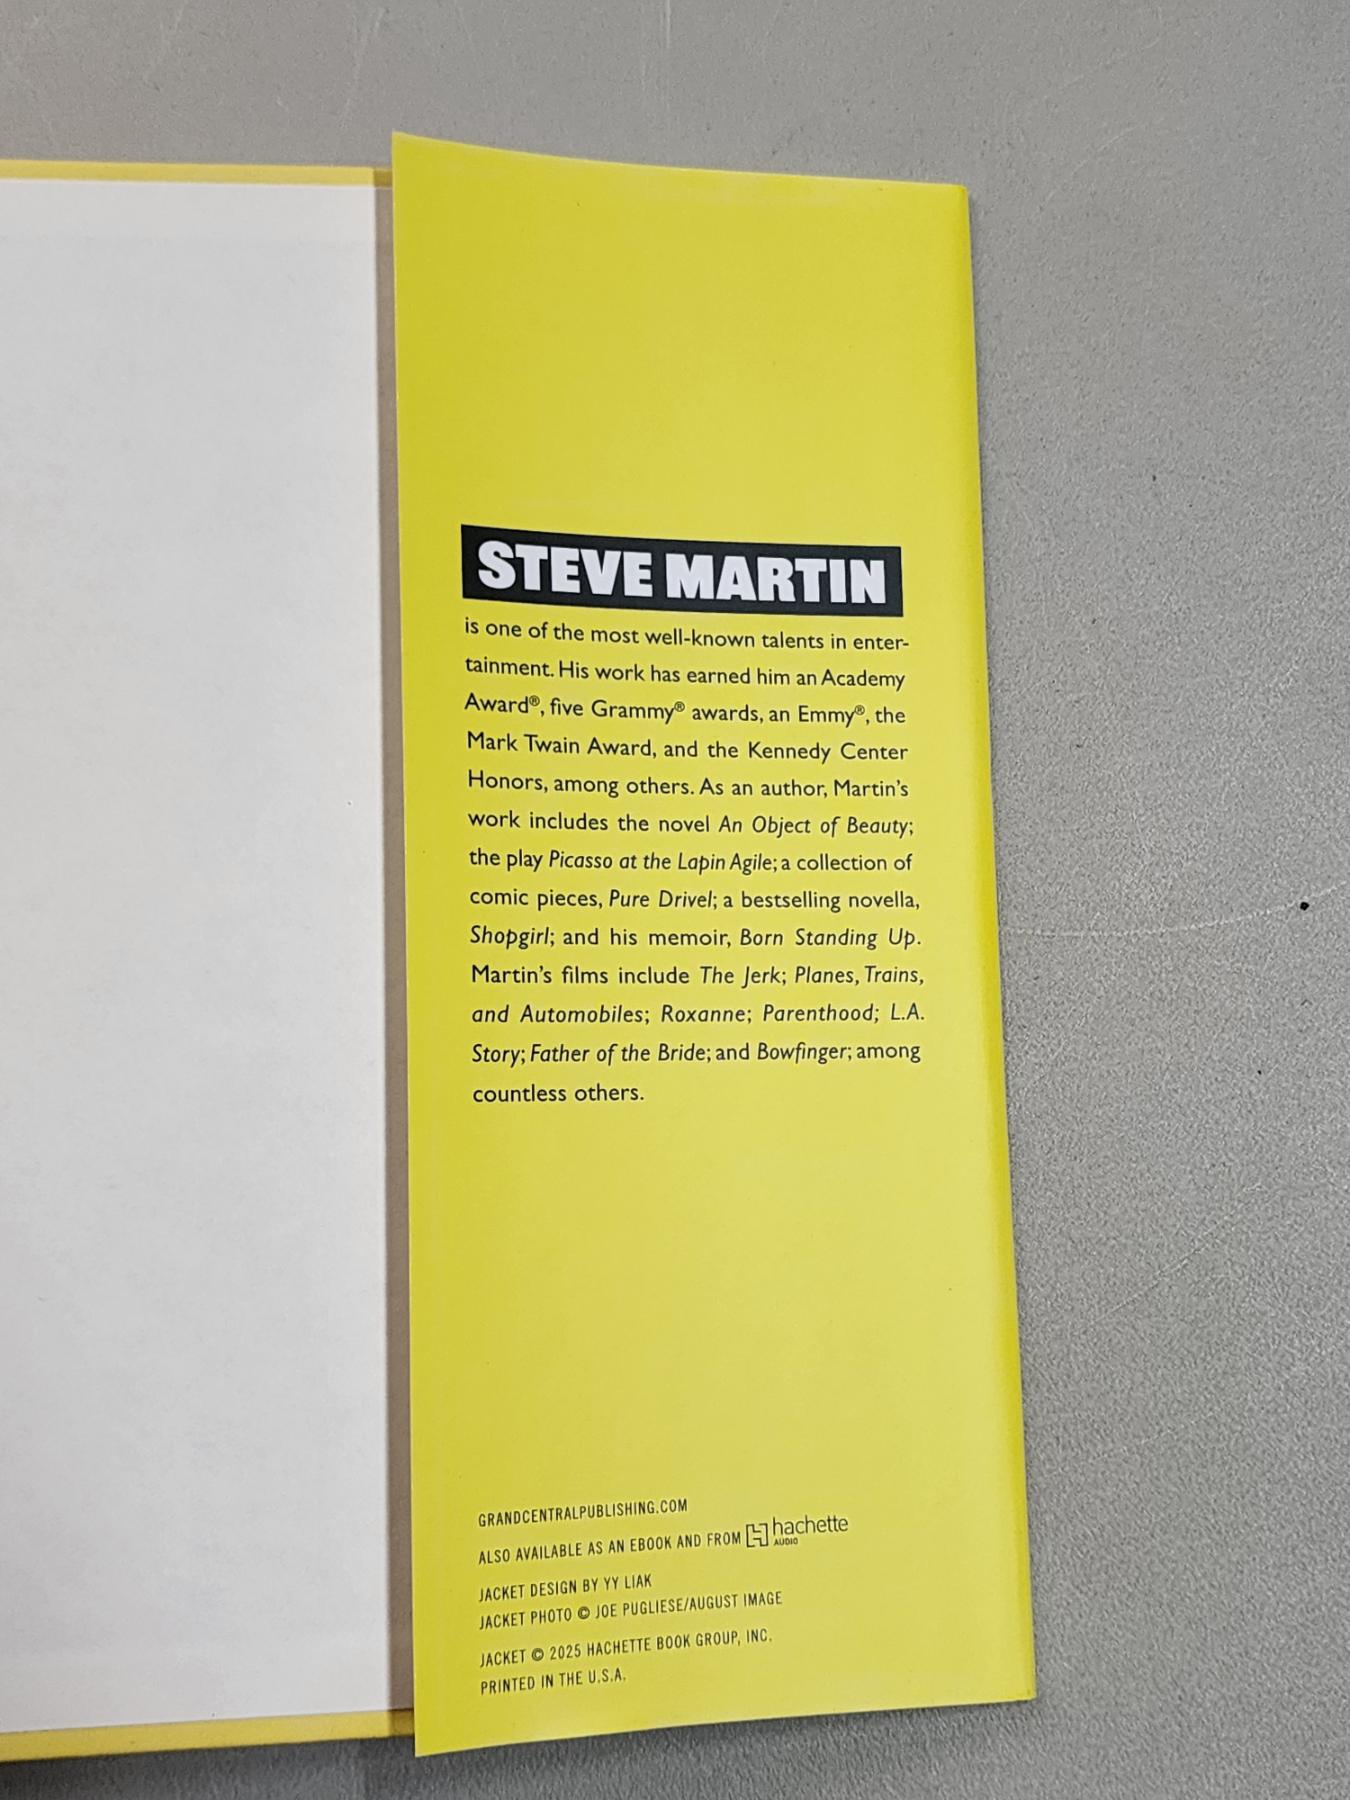 STEVE MARTIN
is one of the most well-known talents in enter-
tainment. His work has earned him an Academy
Award®, five Grammy® awards, an Emmy®, the
Mark Twain Award, and the Kennedy Center
Honors, among others. As an author, Martin's
work includes the novel An Object of Beauty;
the play Picasso at the Lapin Agile; a collection of
comic pieces, Pure Drivel; a bestselling novella,
Shopgirl; and his memoir, Born Standing Up.
Martin's films include The Jerk; Planes, Trains,
and Automobiles; Roxanne; Parenthood; L.A.
Story; Father of the Bride; and Bowfinger; among
countless others.
GRANDCENTRALPUBLISHING.COM
ALSO AVAILABLE AS AN EBOOK AND FROM hachette AUDIO
JACKET DESIGN BY YY LIAK
JACKET PHOTO © JOE PUGLIESE/AUGUST IMAGE
JACKET © 2025 HACHETTE BOOK GROUP, INC.
PRINTED IN THE U.S.A.